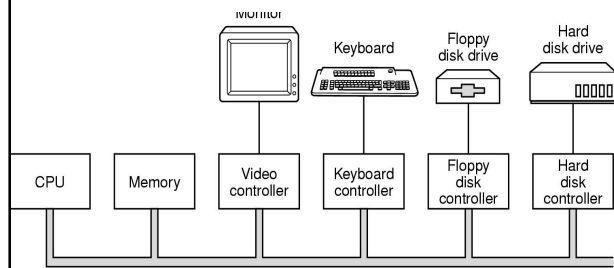 Monitor
Keyboard
Floppy
disk drive
Hard
disk drive
CPU
Memory
Video
controller
Keyboard
controller
Floppy
disk
controller
Hard
disk
controller